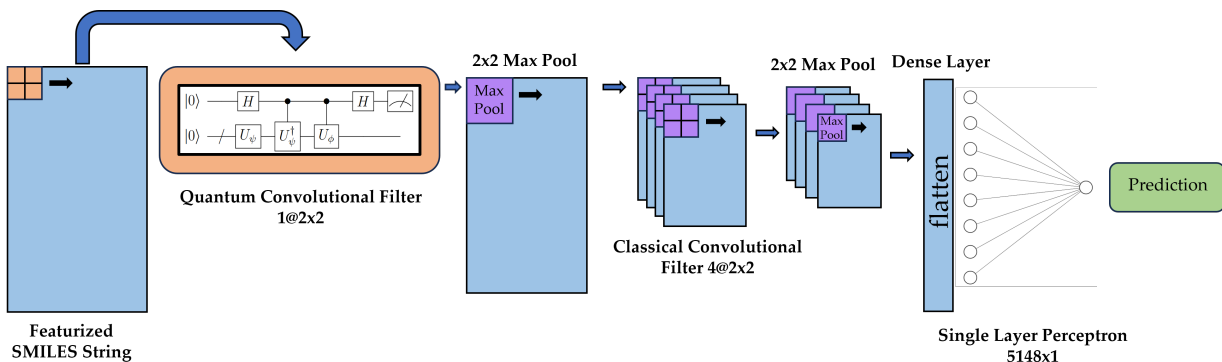 Featurized
SMILES String
|0⟩ H H
|0⟩ U_ψ U_ψ^† U_ϕ
Quantum Convolutional Filter
1@2x2
2x2 Max Pool
Max
Pool
Classical Convolutional
Filter 4@2x2
2x2 Max Pool
Max
Pool
Dense Layer
flatten
Single Layer Perceptron
5148x1
Prediction